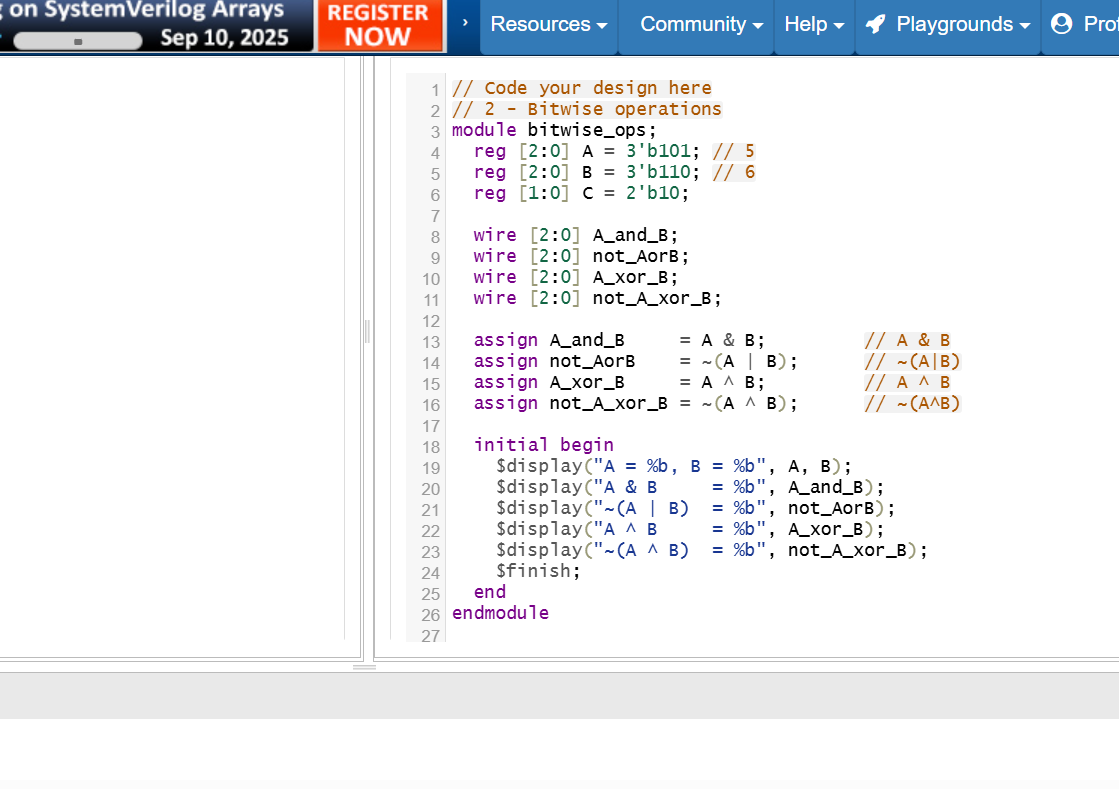 on SystemVerilog Arrays
Sep 10, 2025
REGISTER
NOW
Resources
Community
Help
Playgrounds
1 // Code your design here
2 // 2 - Bitwise operations
3 module bitwise_ops;
4   reg [2:0] A = 3'b101; // 5
5   reg [2:0] B = 3'b110; // 6
6   reg [1:0] C = 2'b10;
7
8   wire [2:0] A_and_B;
9   wire [2:0] not_AorB;
10   wire [2:0] A_xor_B;
11   wire [2:0] not_A_xor_B;
12
13   assign A_and_B     = A & B;         // A & B
14   assign not_AorB    = ~(A | B);      // ~(A|B)
15   assign A_xor_B     = A ^ B;         // A ^ B
16   assign not_A_xor_B = ~(A ^ B);      // ~(A^B)
17
18   initial begin
19     $display("A = %b, B = %b", A, B);
20     $display("A & B     = %b", A_and_B);
21     $display("~(A | B)  = %b", not_AorB);
22     $display("A ^ B     = %b", A_xor_B);
23     $display("~(A ^ B)  = %b", not_A_xor_B);
24     $finish;
25   end
26 endmodule
27